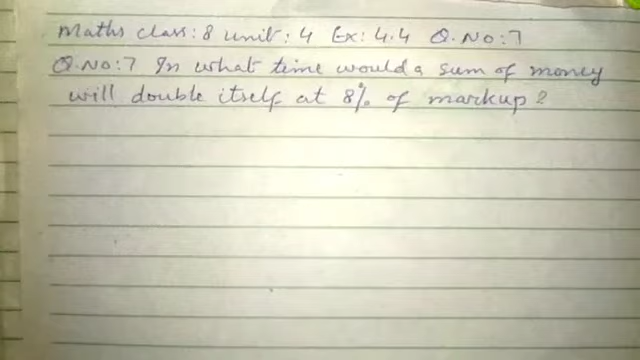 Maths class: 8 unit: 4 Ex: 4.4 Q.No:7
Q.No:7 In what time would a sum of money
will double itself at 8% of markup?